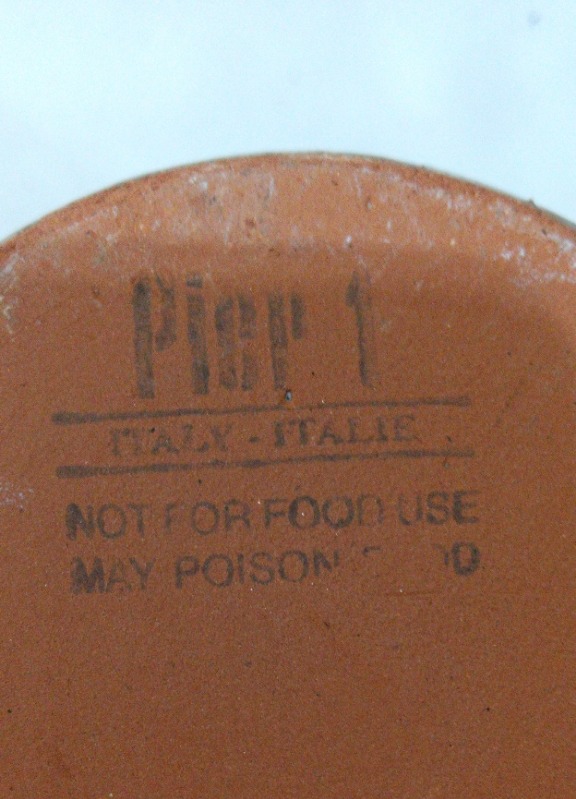 Pier 1
ITALY - ITALIE
NOT FOR FOOD USE
MAY POISON